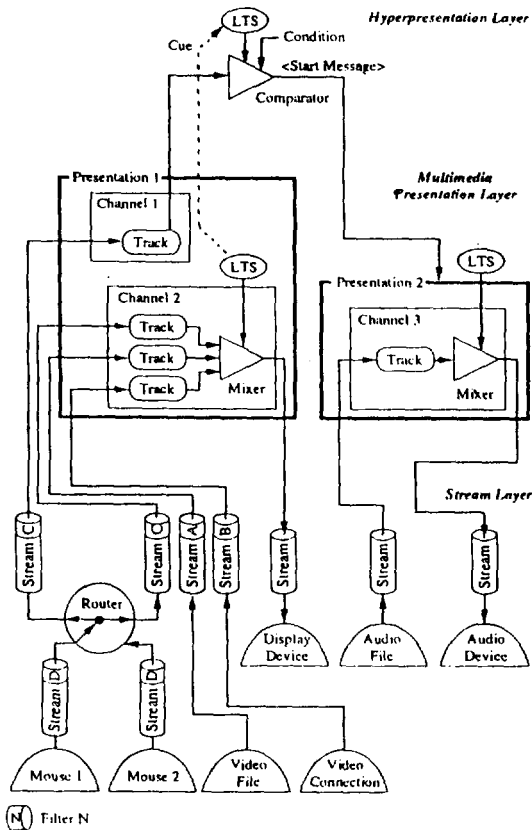 LTS
Hyperpresentation Layer
Condition
Cue
<Start Message>
Comparator
Presentation 1
Multimedia
Presentation Layer
Channel 1
Track
LTS
LTS
Channel 2
Presentation 2
Track
Channel 3
Track
Track
Track
Mixer
Mixer
Stream Layer
Stream C
Stream C
Stream A
Stream B
Stream
Stream
Stream
Router
Display
Device
Audio
File
Audio
Device
Stream D
Stream D
Mouse 1
Mouse 2
Video
File
Video
Connection
N Filter N